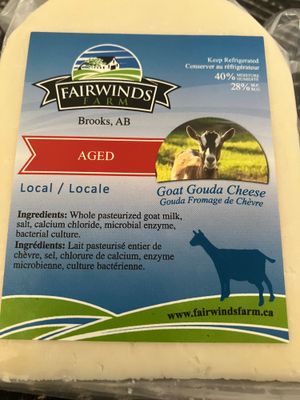 FAIRWINDS
FARM
Brooks, AB
Keep Refrigerated
Conserver au réfrigérateur
40% MOISTURE
HUMIDITÉ
28% M.F.
M.G.
AGED
Local / Locale
Goat Gouda Cheese
Gouda Fromage de Chèvre
Ingredients: Whole pasteurized goat milk,
salt, calcium chloride, microbial enzyme,
bacterial culture.
Ingrédients: Lait pasteurisé entier de
chèvre, sel, chlorure de calcium, enzyme
microbienne, culture bactérienne.
www.fairwindsfarm.ca